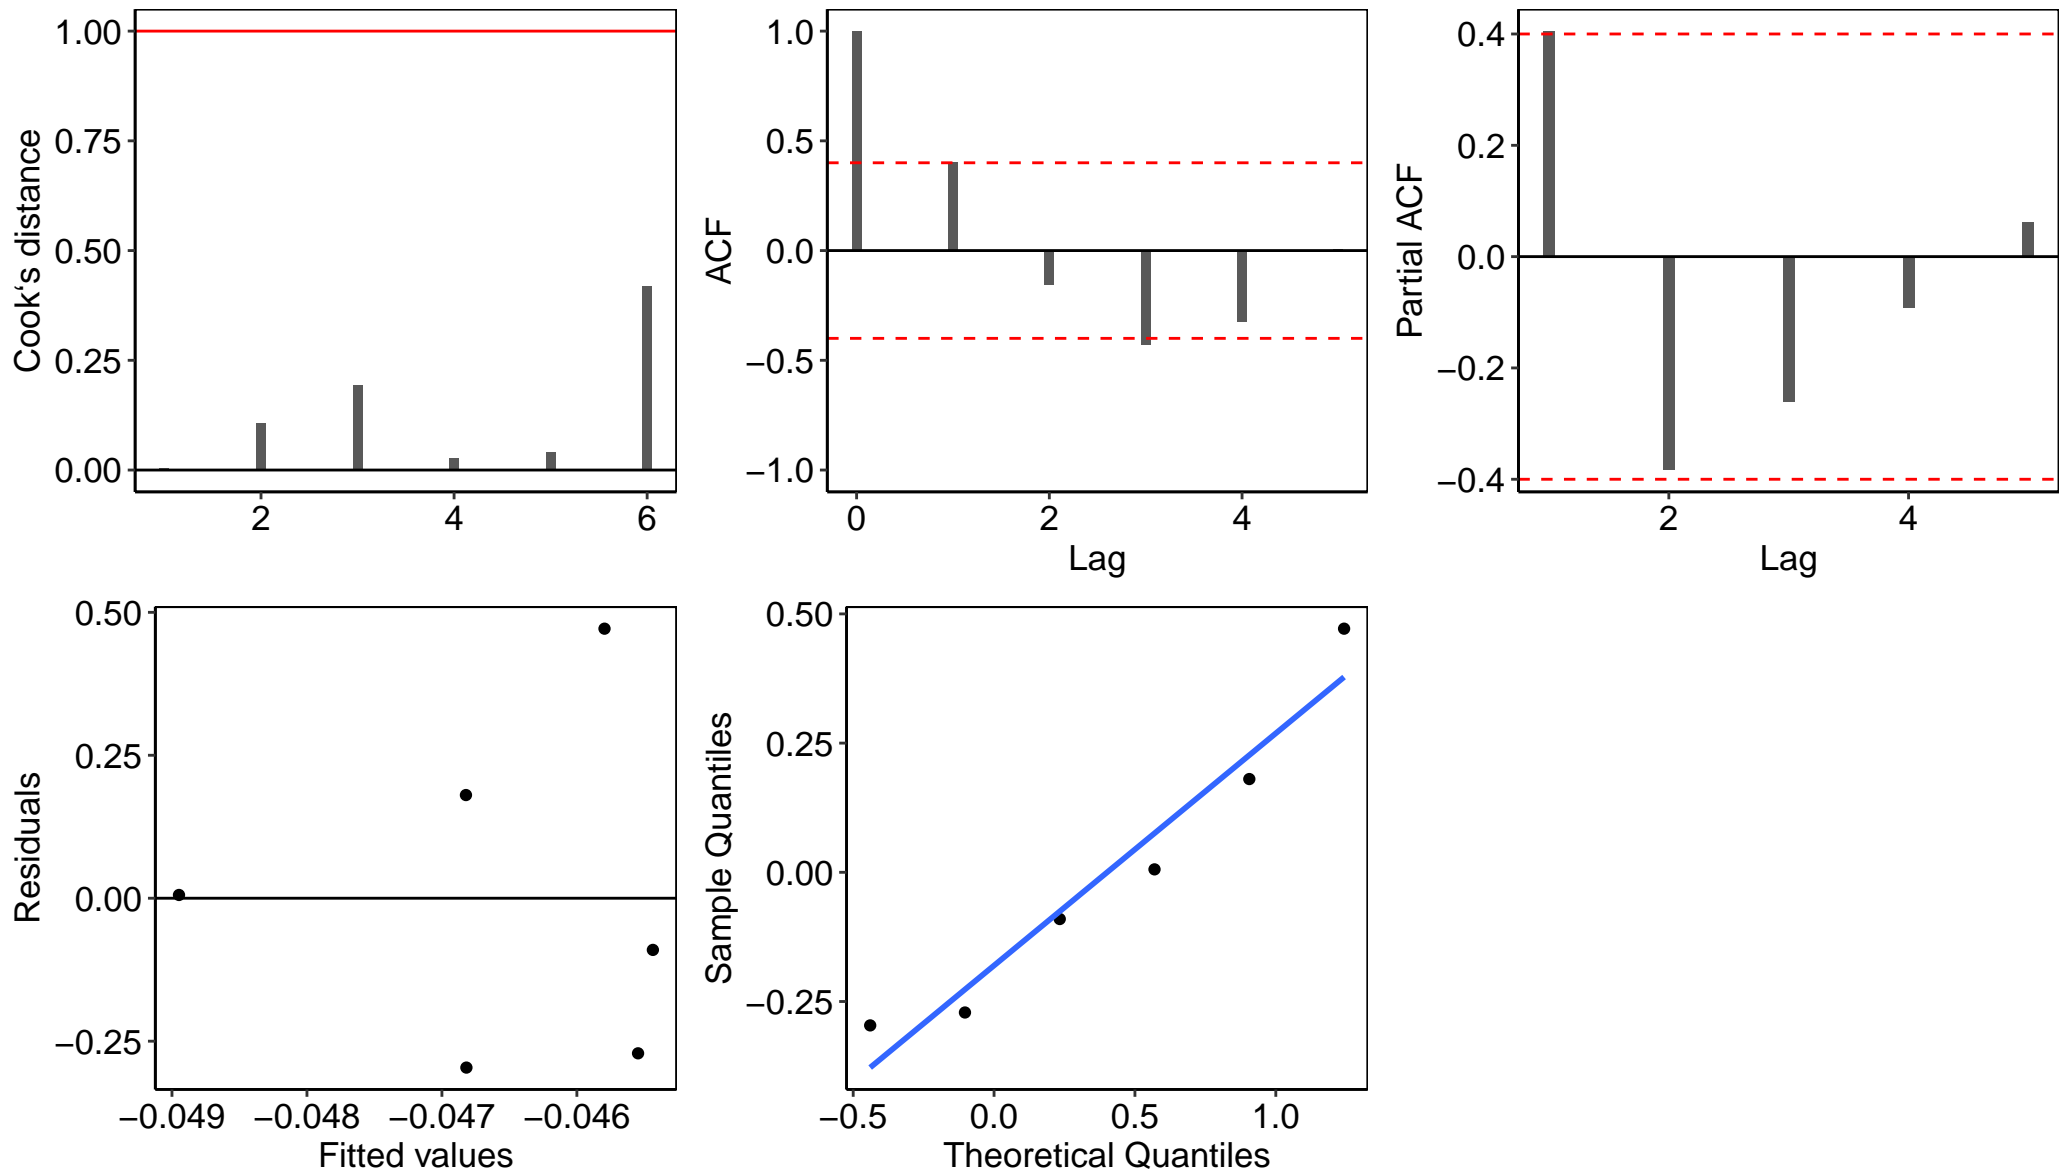 Cook‘s distance
1.00
0.75
0.50
0.25
0.00
2 4 6
ACF
1.0
0.5
0.0
−0.5
−1.0
0 2 4
Lag
Partial ACF
0.4
0.2
0.0
−0.2
−0.4
2 4
Lag
Residuals
0.50
0.25
0.00
−0.25
−0.049 −0.048 −0.047 −0.046
Fitted values
Sample Quantiles
0.50
0.25
0.00
−0.25
−0.5 0.0 0.5 1.0
Theoretical Quantiles